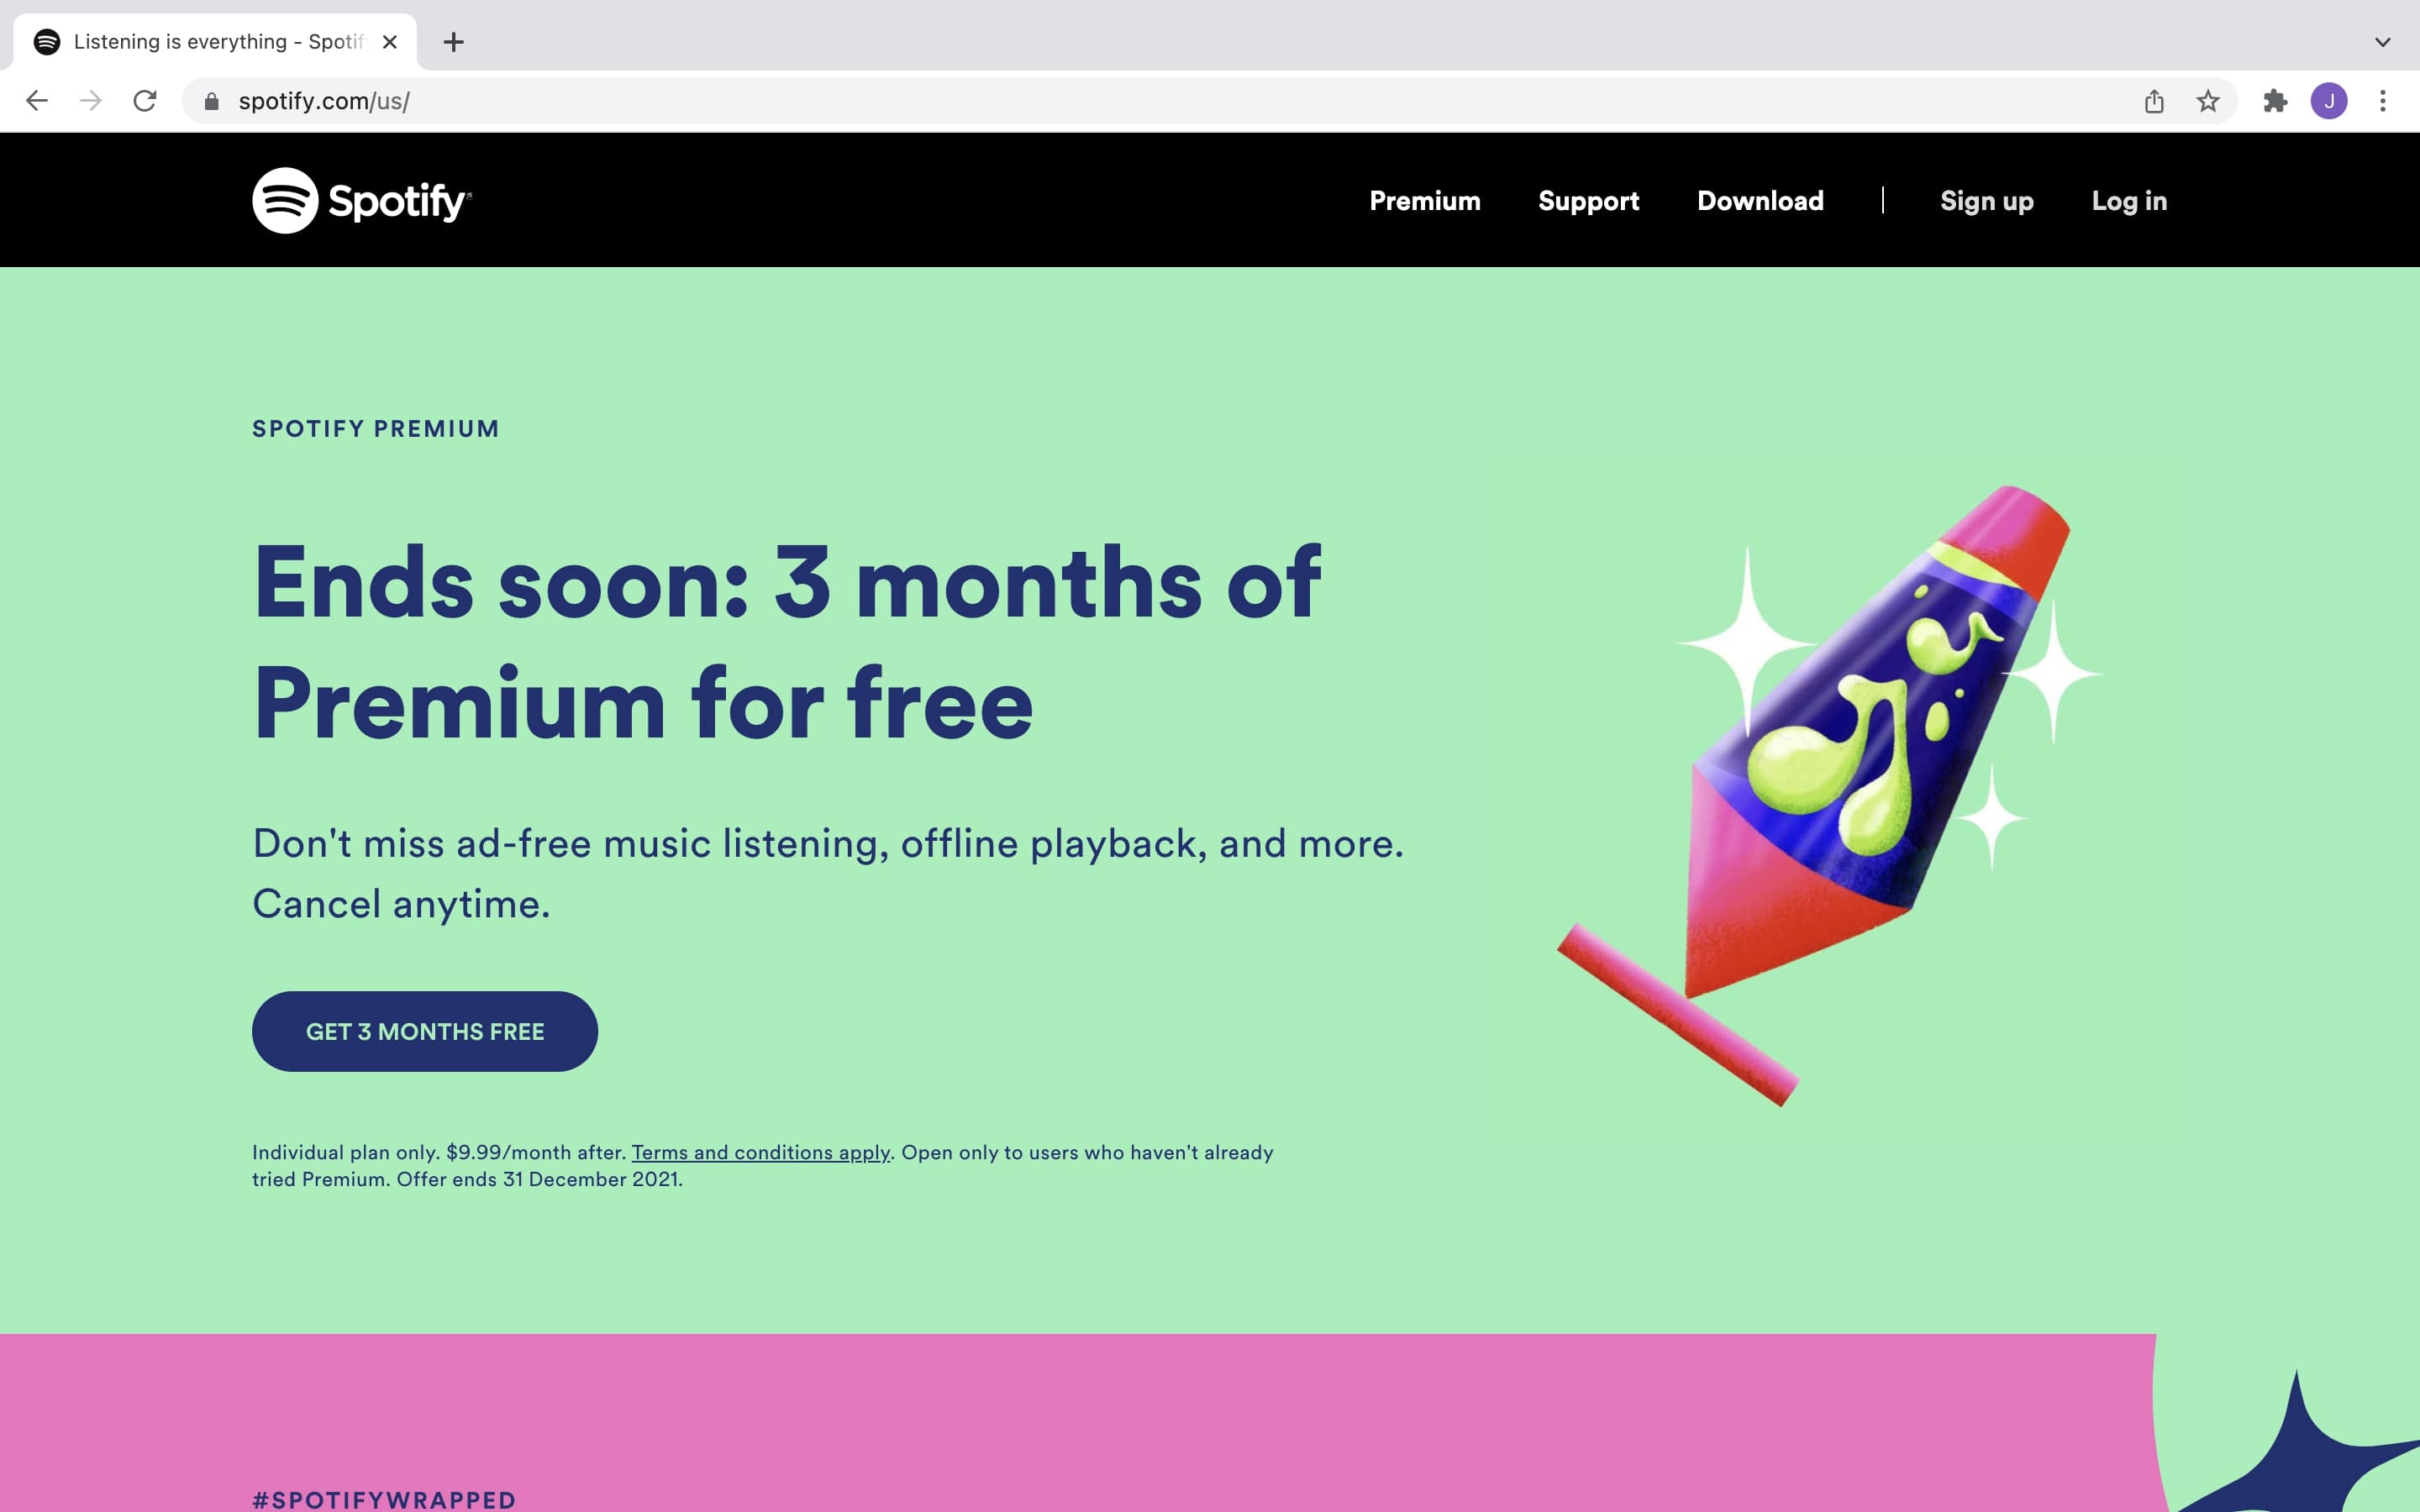 Listening is everything - Spotif
spotify.com/us/
J
Spotify
Premium Support Download Sign up Log in
SPOTIFY PREMIUM
Ends soon: 3 months of
Premium for free
Don't miss ad-free music listening, offline playback, and more.
Cancel anytime.
GET 3 MONTHS FREE
Individual plan only. $9.99/month after. Terms and conditions apply. Open only to users who haven't already
tried Premium. Offer ends 31 December 2021.
#SPOTIFYWRAPPED